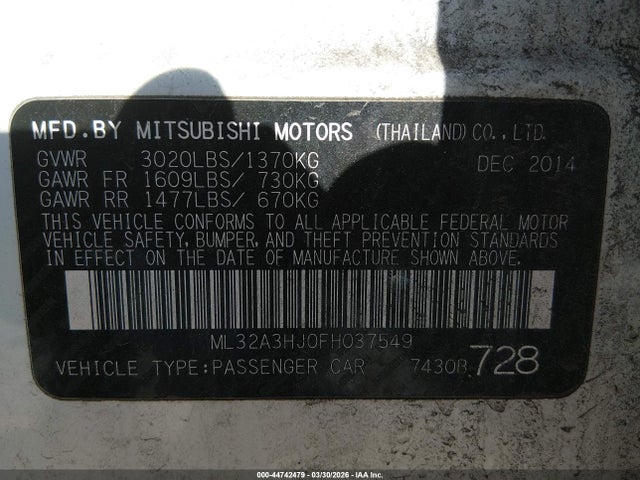 MFD.BY MITSUBISHI MOTORS (THAILAND)CO.,LTD.
GVWR 3020LBS/1370KG DEC 2014
GAWR FR 1609LBS/ 730KG
GAWR RR 1477LBS/ 670KG
THIS VEHICLE CONFORMS TO ALL APPLICABLE FEDERAL MOTOR
VEHICLE SAFETY, BUMPER, AND THEFT PREVENTION STANDARDS
IN EFFECT ON THE DATE OF MANUFACTURE SHOWN ABOVE.
ML32A3HJ0FH037549
VEHICLE TYPE:PASSENGER CAR 7430B 728
000-44742479 — 03/30/2026 — IAA Inc.